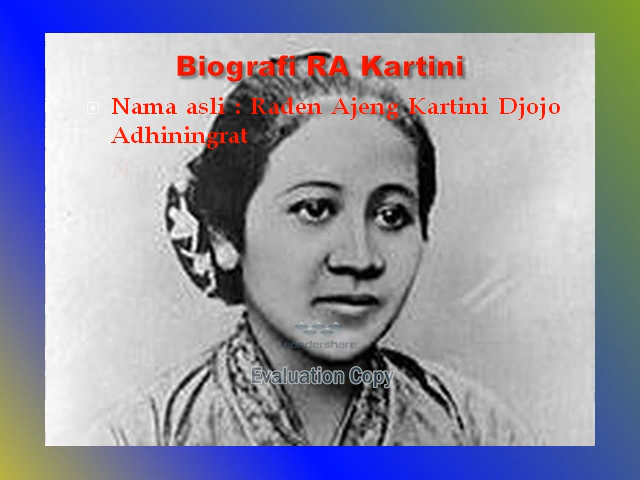 Biografi RA Kartini
Nama asli : Raden Ajeng Kartini Djojo
Adhiningrat
N
Wondershare
Evaluation Copy